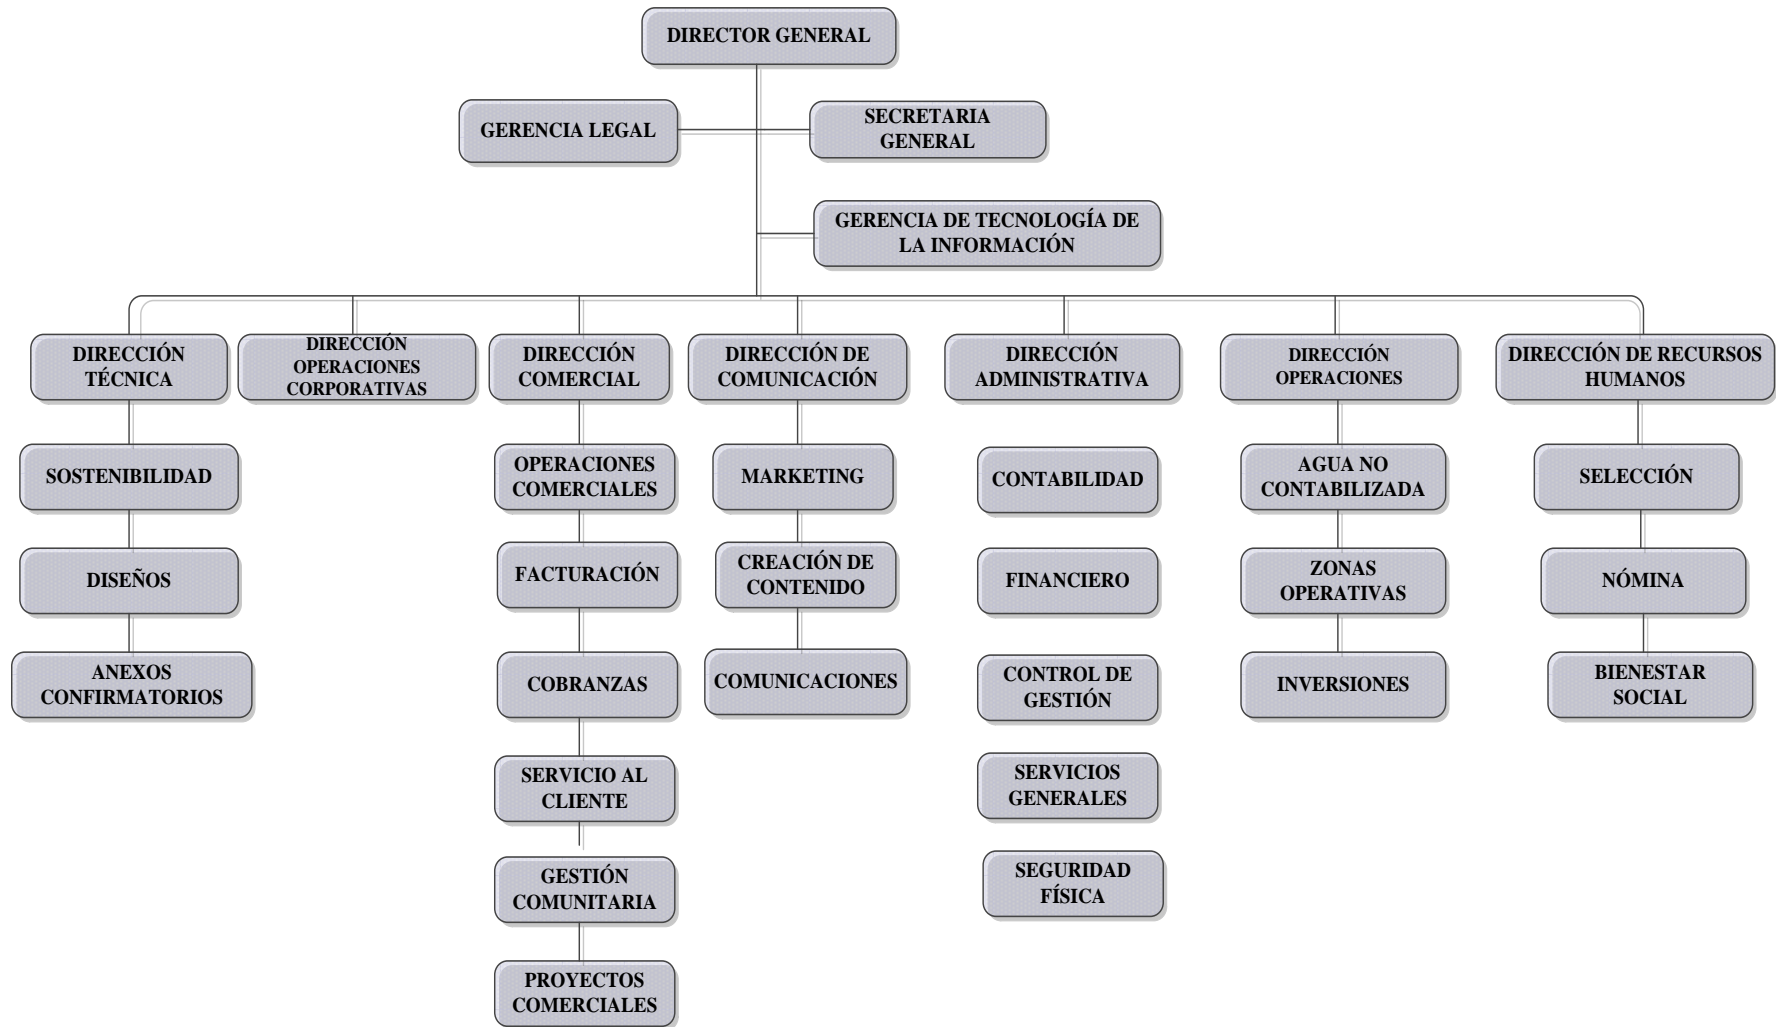 DIRECTOR GENERAL
GERENCIA LEGAL
SECRETARIA
GENERAL
GERENCIA DE TECNOLOGÍA DE
LA INFORMACIÓN
DIRECCIÓN
TÉCNICA
DIRECCIÓN
OPERACIONES
CORPORATIVAS
DIRECCIÓN
COMERCIAL
DIRECCIÓN DE
COMUNICACIÓN
DIRECCIÓN
ADMINISTRATIVA
DIRECCIÓN
OPERACIONES
DIRECCIÓN DE RECURSOS
HUMANOS
SOSTENIBILIDAD
DISEÑOS
ANEXOS
CONFIRMATORIOS
OPERACIONES
COMERCIALES
FACTURACIÓN
COBRANZAS
SERVICIO AL
CLIENTE
GESTIÓN
COMUNITARIA
PROYECTOS
COMERCIALES
MARKETING
CREACIÓN DE
CONTENIDO
COMUNICACIONES
CONTABILIDAD
FINANCIERO
CONTROL DE
GESTIÓN
SERVICIOS
GENERALES
SEGURIDAD
FÍSICA
AGUA NO
CONTABILIZADA
ZONAS
OPERATIVAS
INVERSIONES
SELECCIÓN
NÓMINA
BIENESTAR
SOCIAL